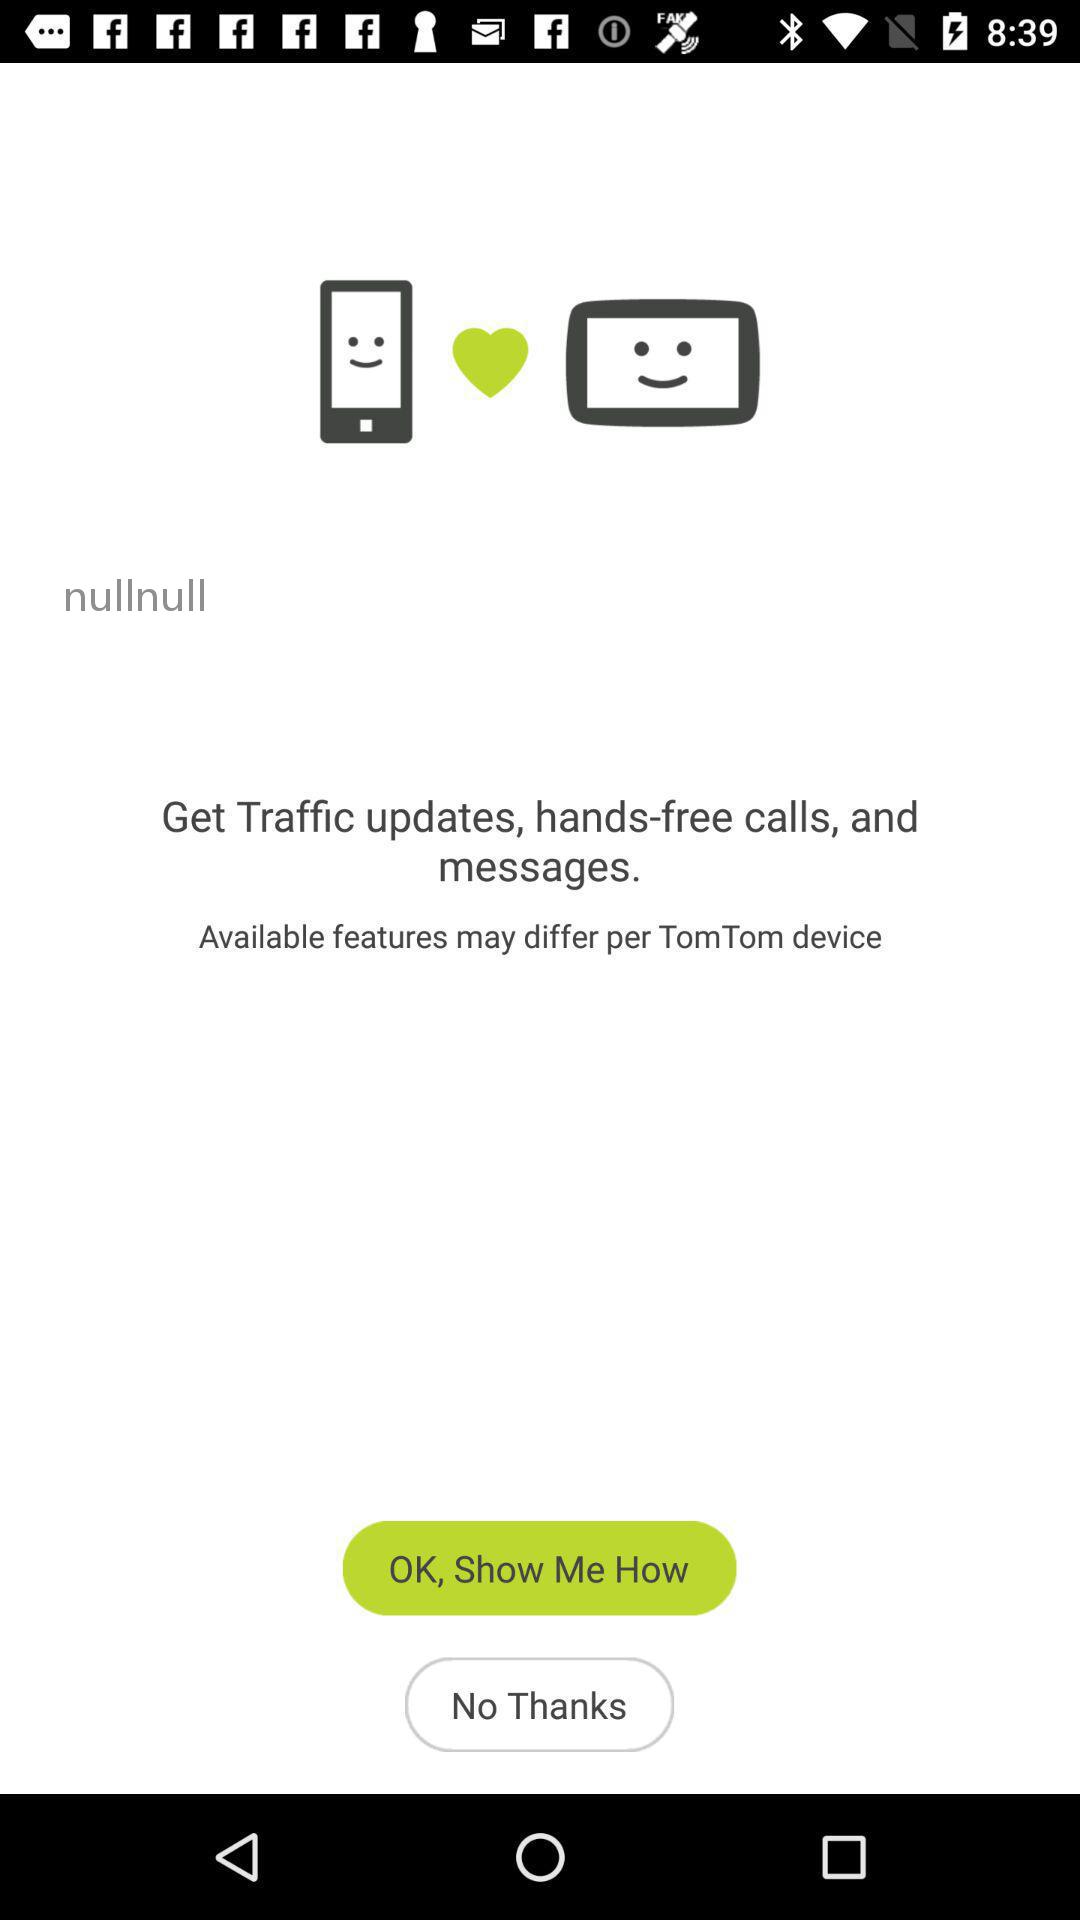 FAKE 8:39
nullnull
Get Traffic updates, hands-free calls, and
messages.
Available features may differ per TomTom device
OK, Show Me How
No Thanks